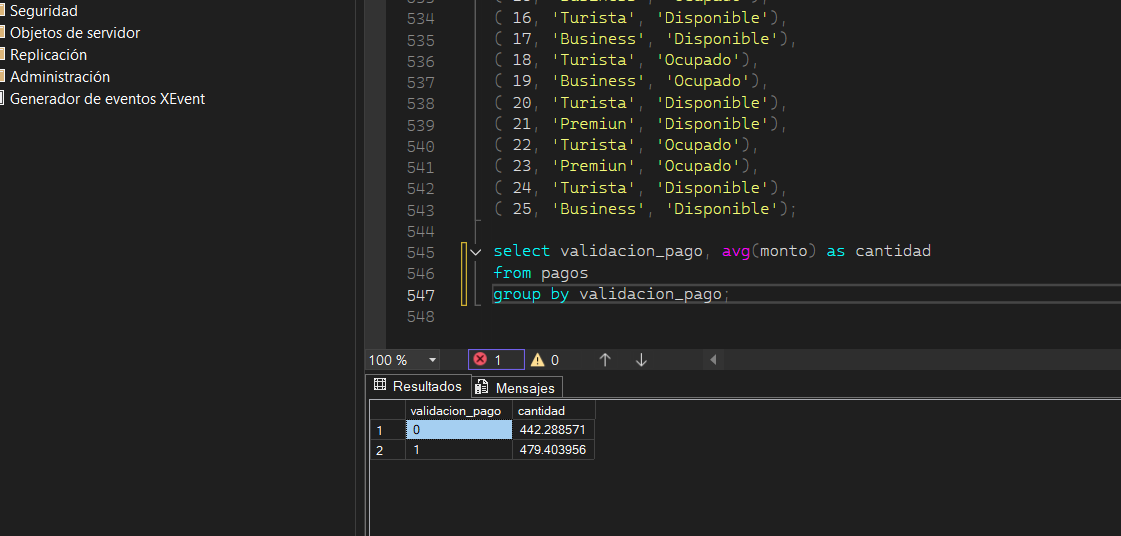 Seguridad
Objetos de servidor
Replicación
Administración
Generador de eventos XEvent
534 ( 16, 'Turista', 'Disponible'),
535 ( 17, 'Business', 'Disponible'),
536 ( 18, 'Turista', 'Ocupado'),
537 ( 19, 'Business', 'Ocupado'),
538 ( 20, 'Turista', 'Disponible'),
539 ( 21, 'Premiun', 'Disponible'),
540 ( 22, 'Turista', 'Ocupado'),
541 ( 23, 'Premiun', 'Ocupado'),
542 ( 24, 'Turista', 'Disponible'),
543 ( 25, 'Business', 'Disponible');
544
545 select validacion_pago, avg(monto) as cantidad
546 from pagos
547 group by validacion_pago;
548
100 % 1 0
Resultados Mensajes
validacion_pago cantidad
1 0 442.288571
2 1 479.403956